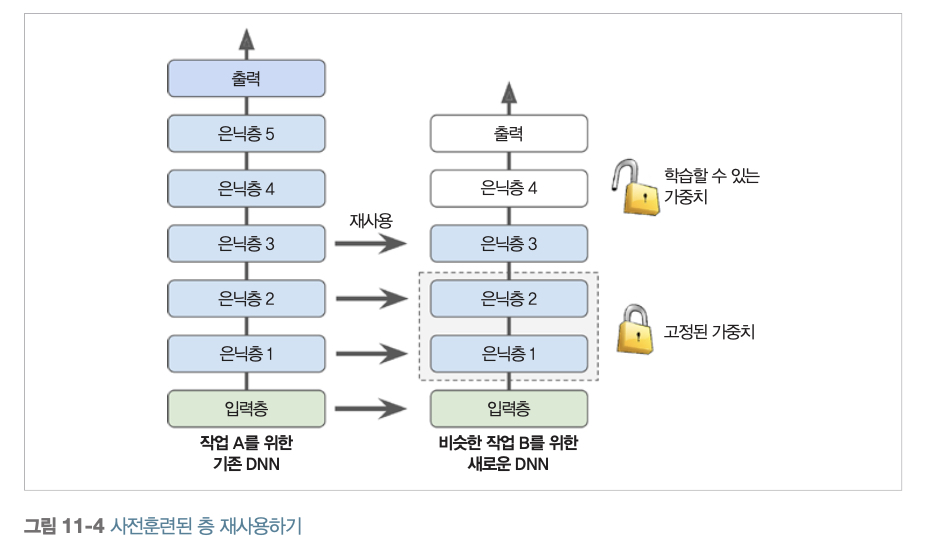 출력
은닉층 5
은닉층 4
은닉층 3
은닉층 2
은닉층 1
입력층
작업 A를 위한
기존 DNN
재사용
출력
은닉층 4
은닉층 3
은닉층 2
은닉층 1
입력층
비슷한 작업 B를 위한
새로운 DNN
학습할 수 있는
가중치
고정된 가중치
그림 11-4 사전훈련된 층 재사용하기